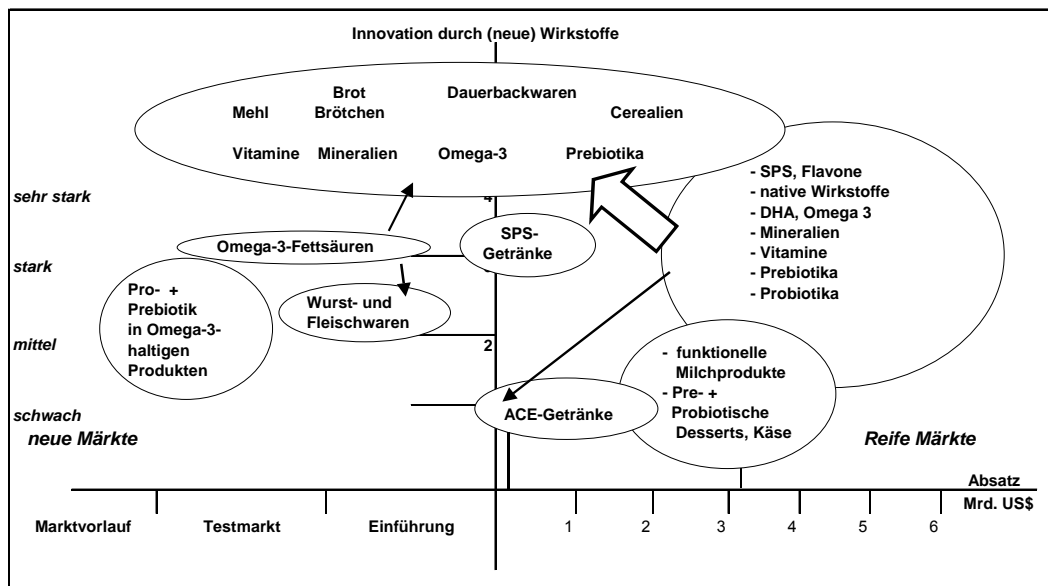 Innovation durch (neue) Wirkstoffe
Brot
Brötchen
Dauerbackwaren
Mehl
Cerealien
Vitamine
Mineralien
Omega-3
Prebiotika
sehr stark
4
- SPS, Flavone
- native Wirkstoffe
- DHA, Omega 3
- Mineralien
- Vitamine
- Prebiotika
- Probiotika
Omega-3-Fettsäuren
SPS-
Getränke
stark
Pro- +
Prebiotik
in Omega-3-
haltigen
Produkten
Wurst- und
Fleischwaren
mittel
2
- funktionelle
Milchprodukte
- Pre- +
Probiotische
Desserts, Käse
schwach
ACE-Getränke
neue Märkte
Reife Märkte
Absatz
Mrd. US$
Marktvorlauf
Testmarkt
Einführung
1
2
3
4
5
6